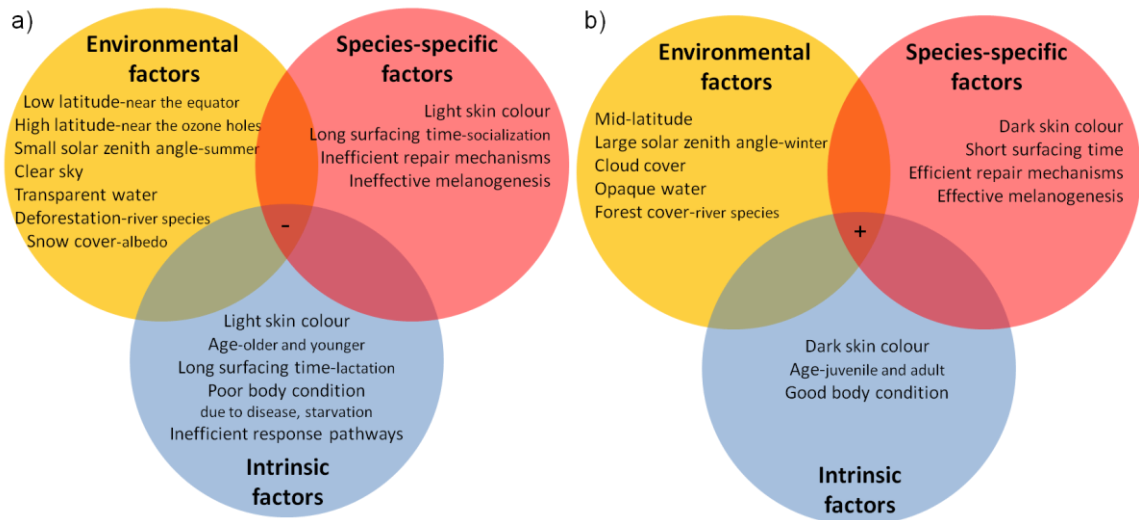 a)
Environmental
factors
Low latitude-near the equator
High latitude-near the ozone holes
Small solar zenith angle-summer
Clear sky
Transparent water
Deforestation-river species
Snow cover-albedo
Species-specific
factors
Light skin colour
Long surfacing time-socialization
Inefficient repair mechanisms
Ineffective melanogenesis
-
Light skin colour
Age-older and younger
Long surfacing time-lactation
Poor body condition
due to disease, starvation
Inefficient response pathways
Intrinsic
factors
b)
Environmental
factors
Mid-latitude
Large solar zenith angle-winter
Cloud cover
Opaque water
Forest cover-river species
Species-specific
factors
Dark skin colour
Short surfacing time
Efficient repair mechanisms
Effective melanogenesis
+
Dark skin colour
Age-juvenile and adult
Good body condition
Intrinsic
factors